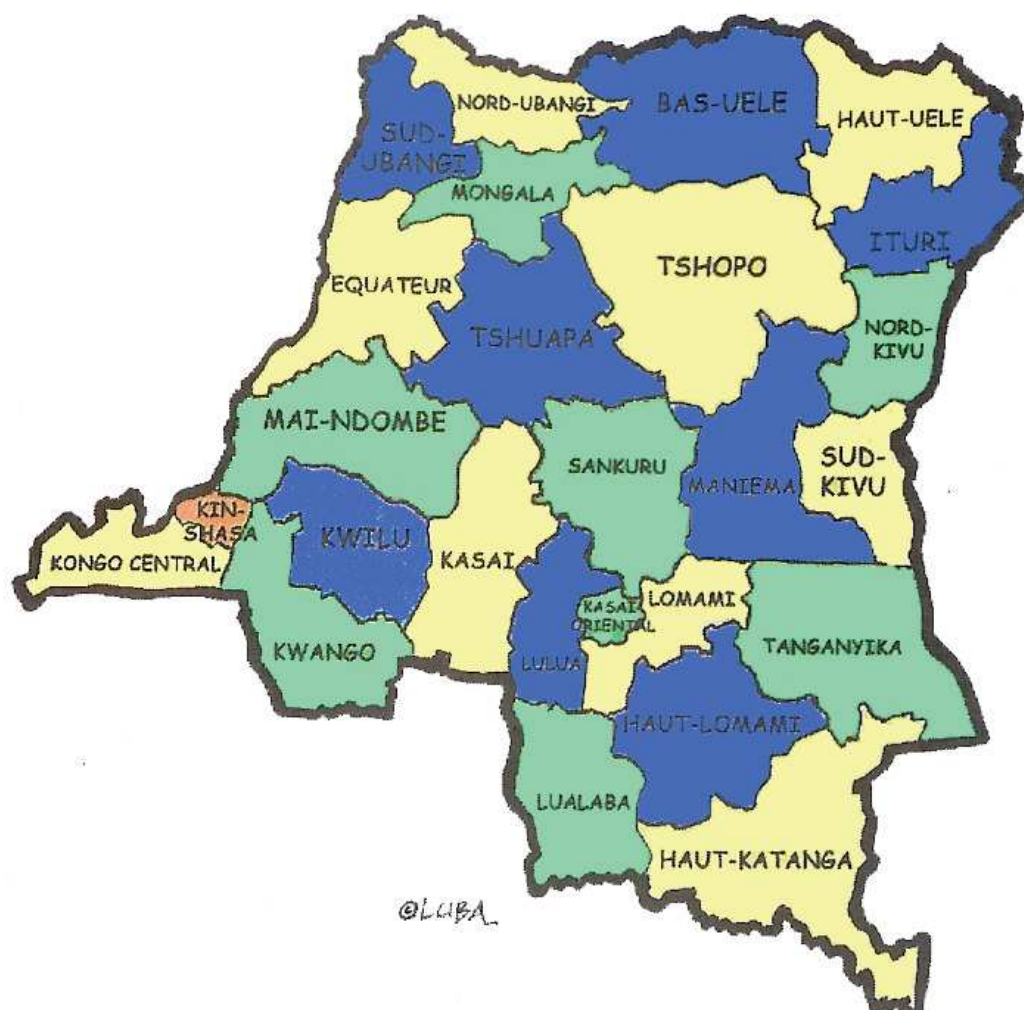 NORD-UBANGI
BAS-UELE
HAUT-UELE
SUD-
UBANGI
MONGALA
ITURI
TSHOPO
EQUATEUR
TSHUAPA
NORD-
KIVU
MAI-NDOMBE
SANKURU
SUD-
KIVU
MANIEMA
KIN-
SHASA
KWILU
KONGO CENTRAL
KASAI
KASAI
ORIENTAL
LOMAMI
KWANGO
LULUA
TANGANYIKA
HAUT-LOMAMI
LUALABA
HAUT-KATANGA
©LUBA